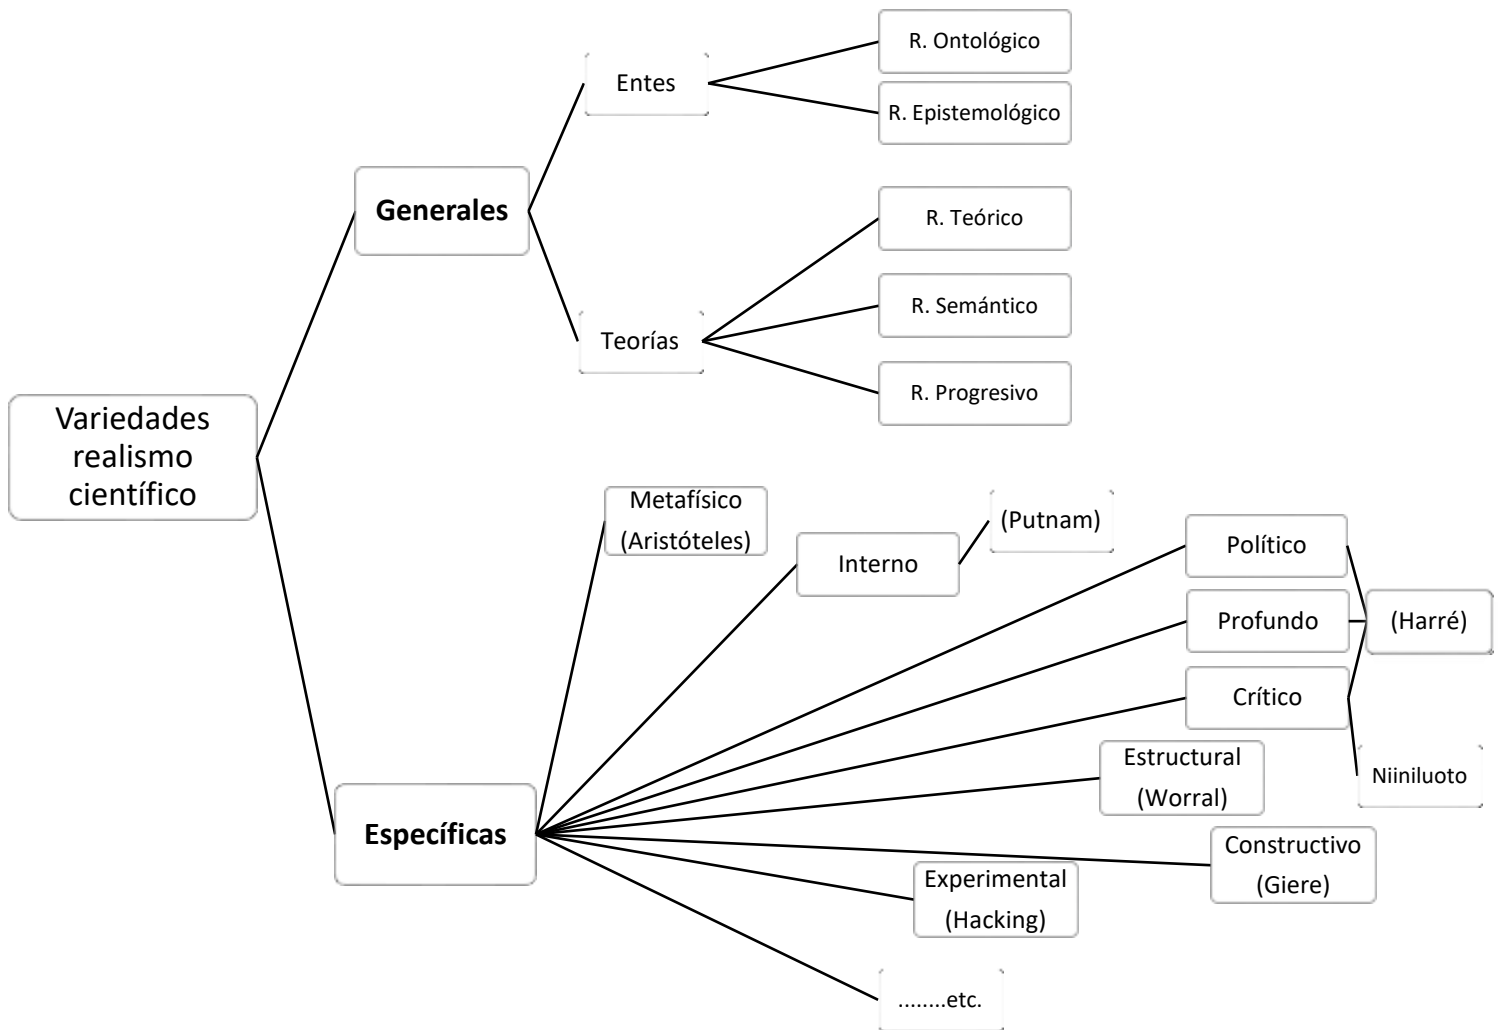 Variedades
realismo
científico
Generales
Entes
R. Ontológico
R. Epistemológico
Teorías
R. Teórico
R. Semántico
R. Progresivo
Específicas
Metafísico
(Aristóteles)
Interno
(Putnam)
Político
Profundo
(Harré)
Crítico
Niiniluoto
Estructural
(Worral)
Constructivo
(Giere)
Experimental
(Hacking)
........etc.